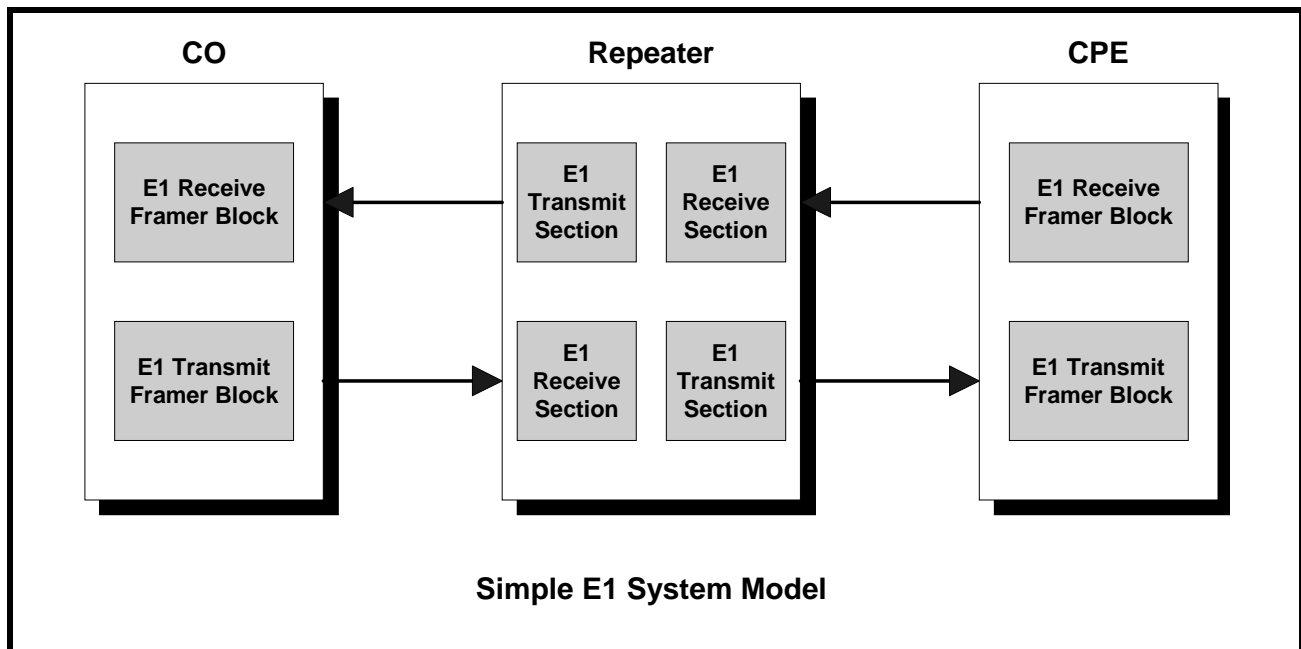 CO
Repeater
CPE
E1 Receive
Framer Block
E1
Transmit
Section
E1
Receive
Section
E1 Receive
Framer Block
E1 Transmit
Framer Block
E1
Receive
Section
E1
Transmit
Section
E1 Transmit
Framer Block
Simple E1 System Model